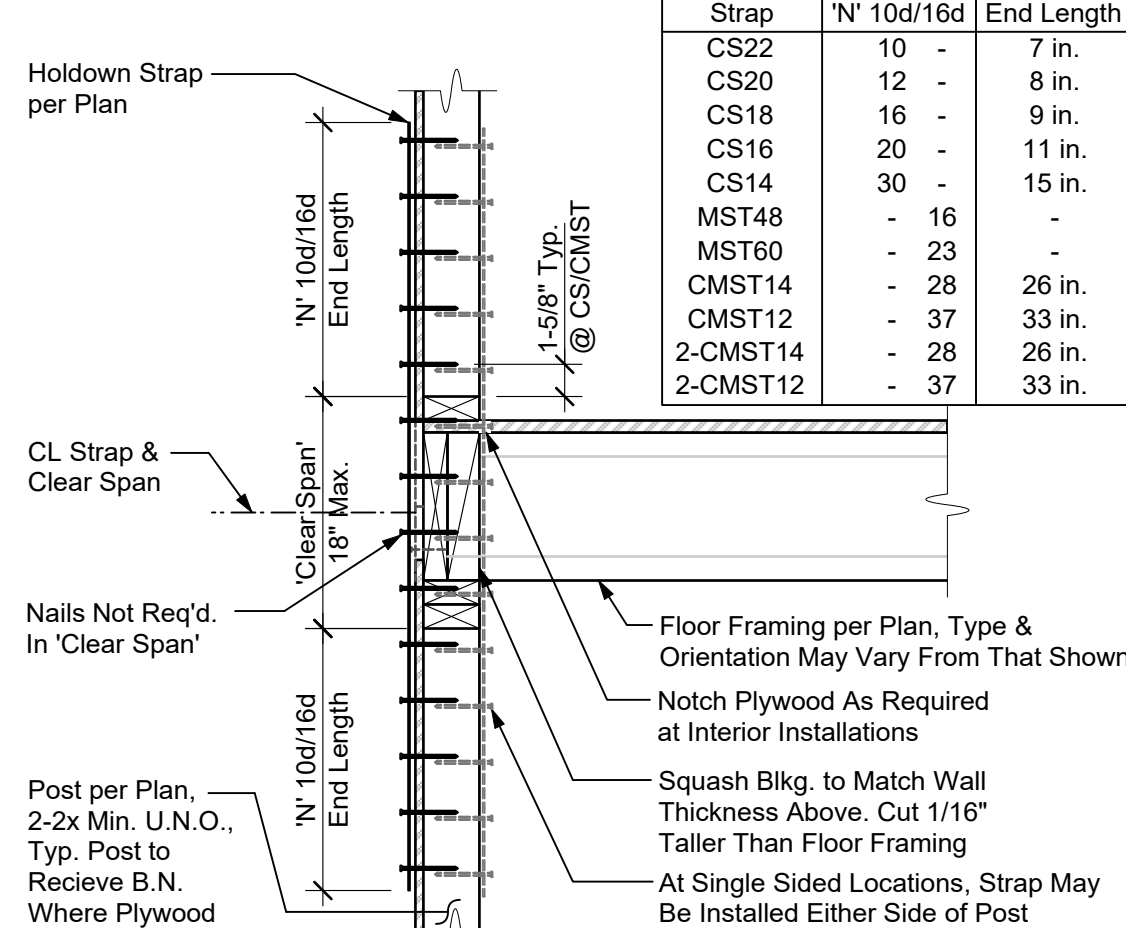 Strap 'N' 10d/16d End Length
CS22 10 - 7 in.
CS20 12 - 8 in.
CS18 16 - 9 in.
CS16 20 - 11 in.
CS14 30 - 15 in.
MST48 - 16 -
MST60 - 23 -
CMST14 - 28 26 in.
CMST12 - 37 33 in.
2-CMST14 - 28 26 in.
2-CMST12 - 37 33 in.
Holdown Strap
per Plan
'N' 10d/16d
End Length
1-5/8" Typ.
@ CS/CMST
CL Strap &
Clear Span
'Clear Span'
18" Max.
Nails Not Req'd.
In 'Clear Span'
'N' 10d/16d
End Length
Post per Plan,
2-2x Min. U.N.O.,
Typ. Post to
Recieve B.N.
Where Plywood
Floor Framing per Plan, Type &
Orientation May Vary From That Shown
Notch Plywood As Required
at Interior Installations
Squash Blkg. to Match Wall
Thickness Above. Cut 1/16"
Taller Than Floor Framing
At Single Sided Locations, Strap May
Be Installed Either Side of Post